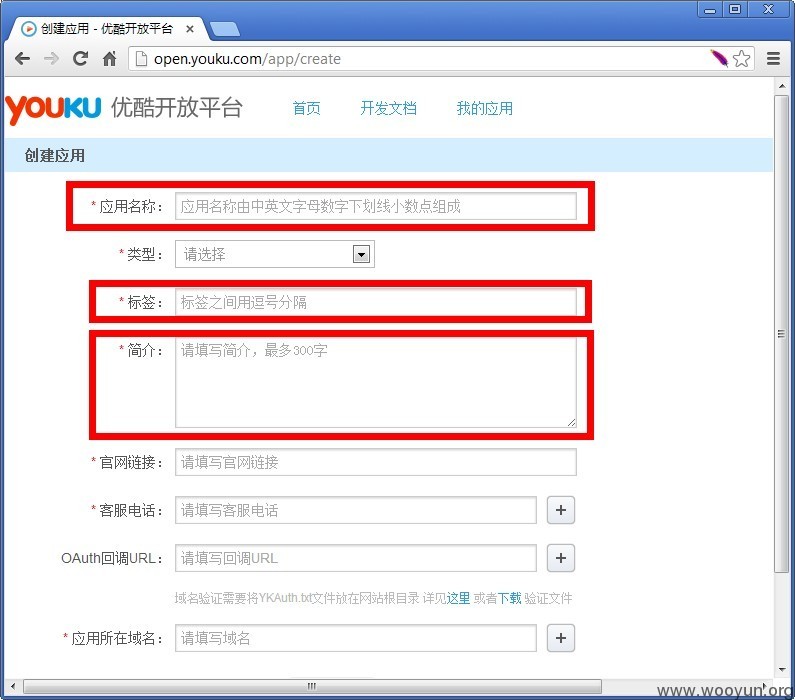 创建应用 - 优酷开放平台
open.youku.com/app/create
YOUKU 优酷开放平台 首页 开发文档 我的应用
创建应用
* 应用名称： 应用名称由中英文字母数字下划线小数点组成
* 类型： 请选择
* 标签： 标签之间用逗号分隔
* 简介： 请填写简介，最多300字
* 官网链接： 请填写官网链接
* 客服电话： 请填写客服电话 +
OAuth回调URL： 请填写回调URL +
域名验证需要将YKAuth.txt文件放在网站根目录 详见这里 或者下载 验证文件
* 应用所在域名： 请填写域名 +
www.wooyun.org